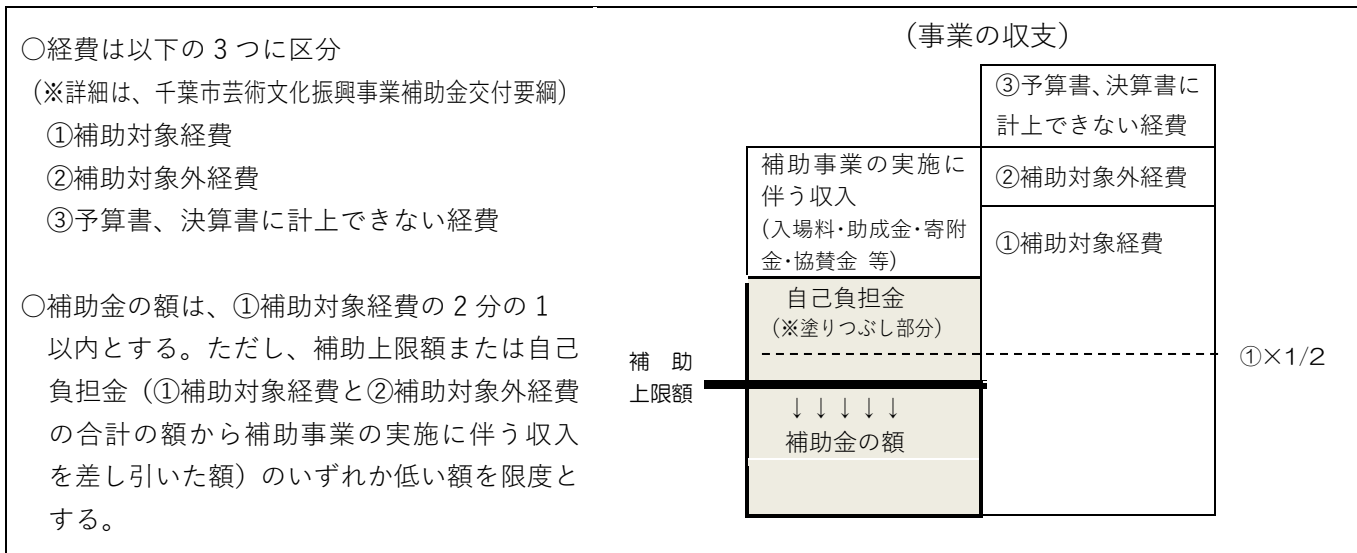 ○経費は以下の3つに区分
（※詳細は、千葉市芸術文化振興事業補助金交付要綱）
①補助対象経費
②補助対象外経費
③予算書、決算書に計上できない経費
○補助金の額は、①補助対象経費の2分の1
以内とする。ただし、補助上限額または自己
負担金（①補助対象経費と②補助対象外経費
の合計の額から補助事業の実施に伴う収入
を差し引いた額）のいずれか低い額を限度と
する。
（事業の収支）
③予算書、決算書に
計上できない経費
補助事業の実施に
伴う収入
（入場料・助成金・寄附
金・協賛金 等）
②補助対象外経費
①補助対象経費
自己負担金
（※塗りつぶし部分）
①×1/2
補 助
上限額
↓↓↓↓↓
補助金の額